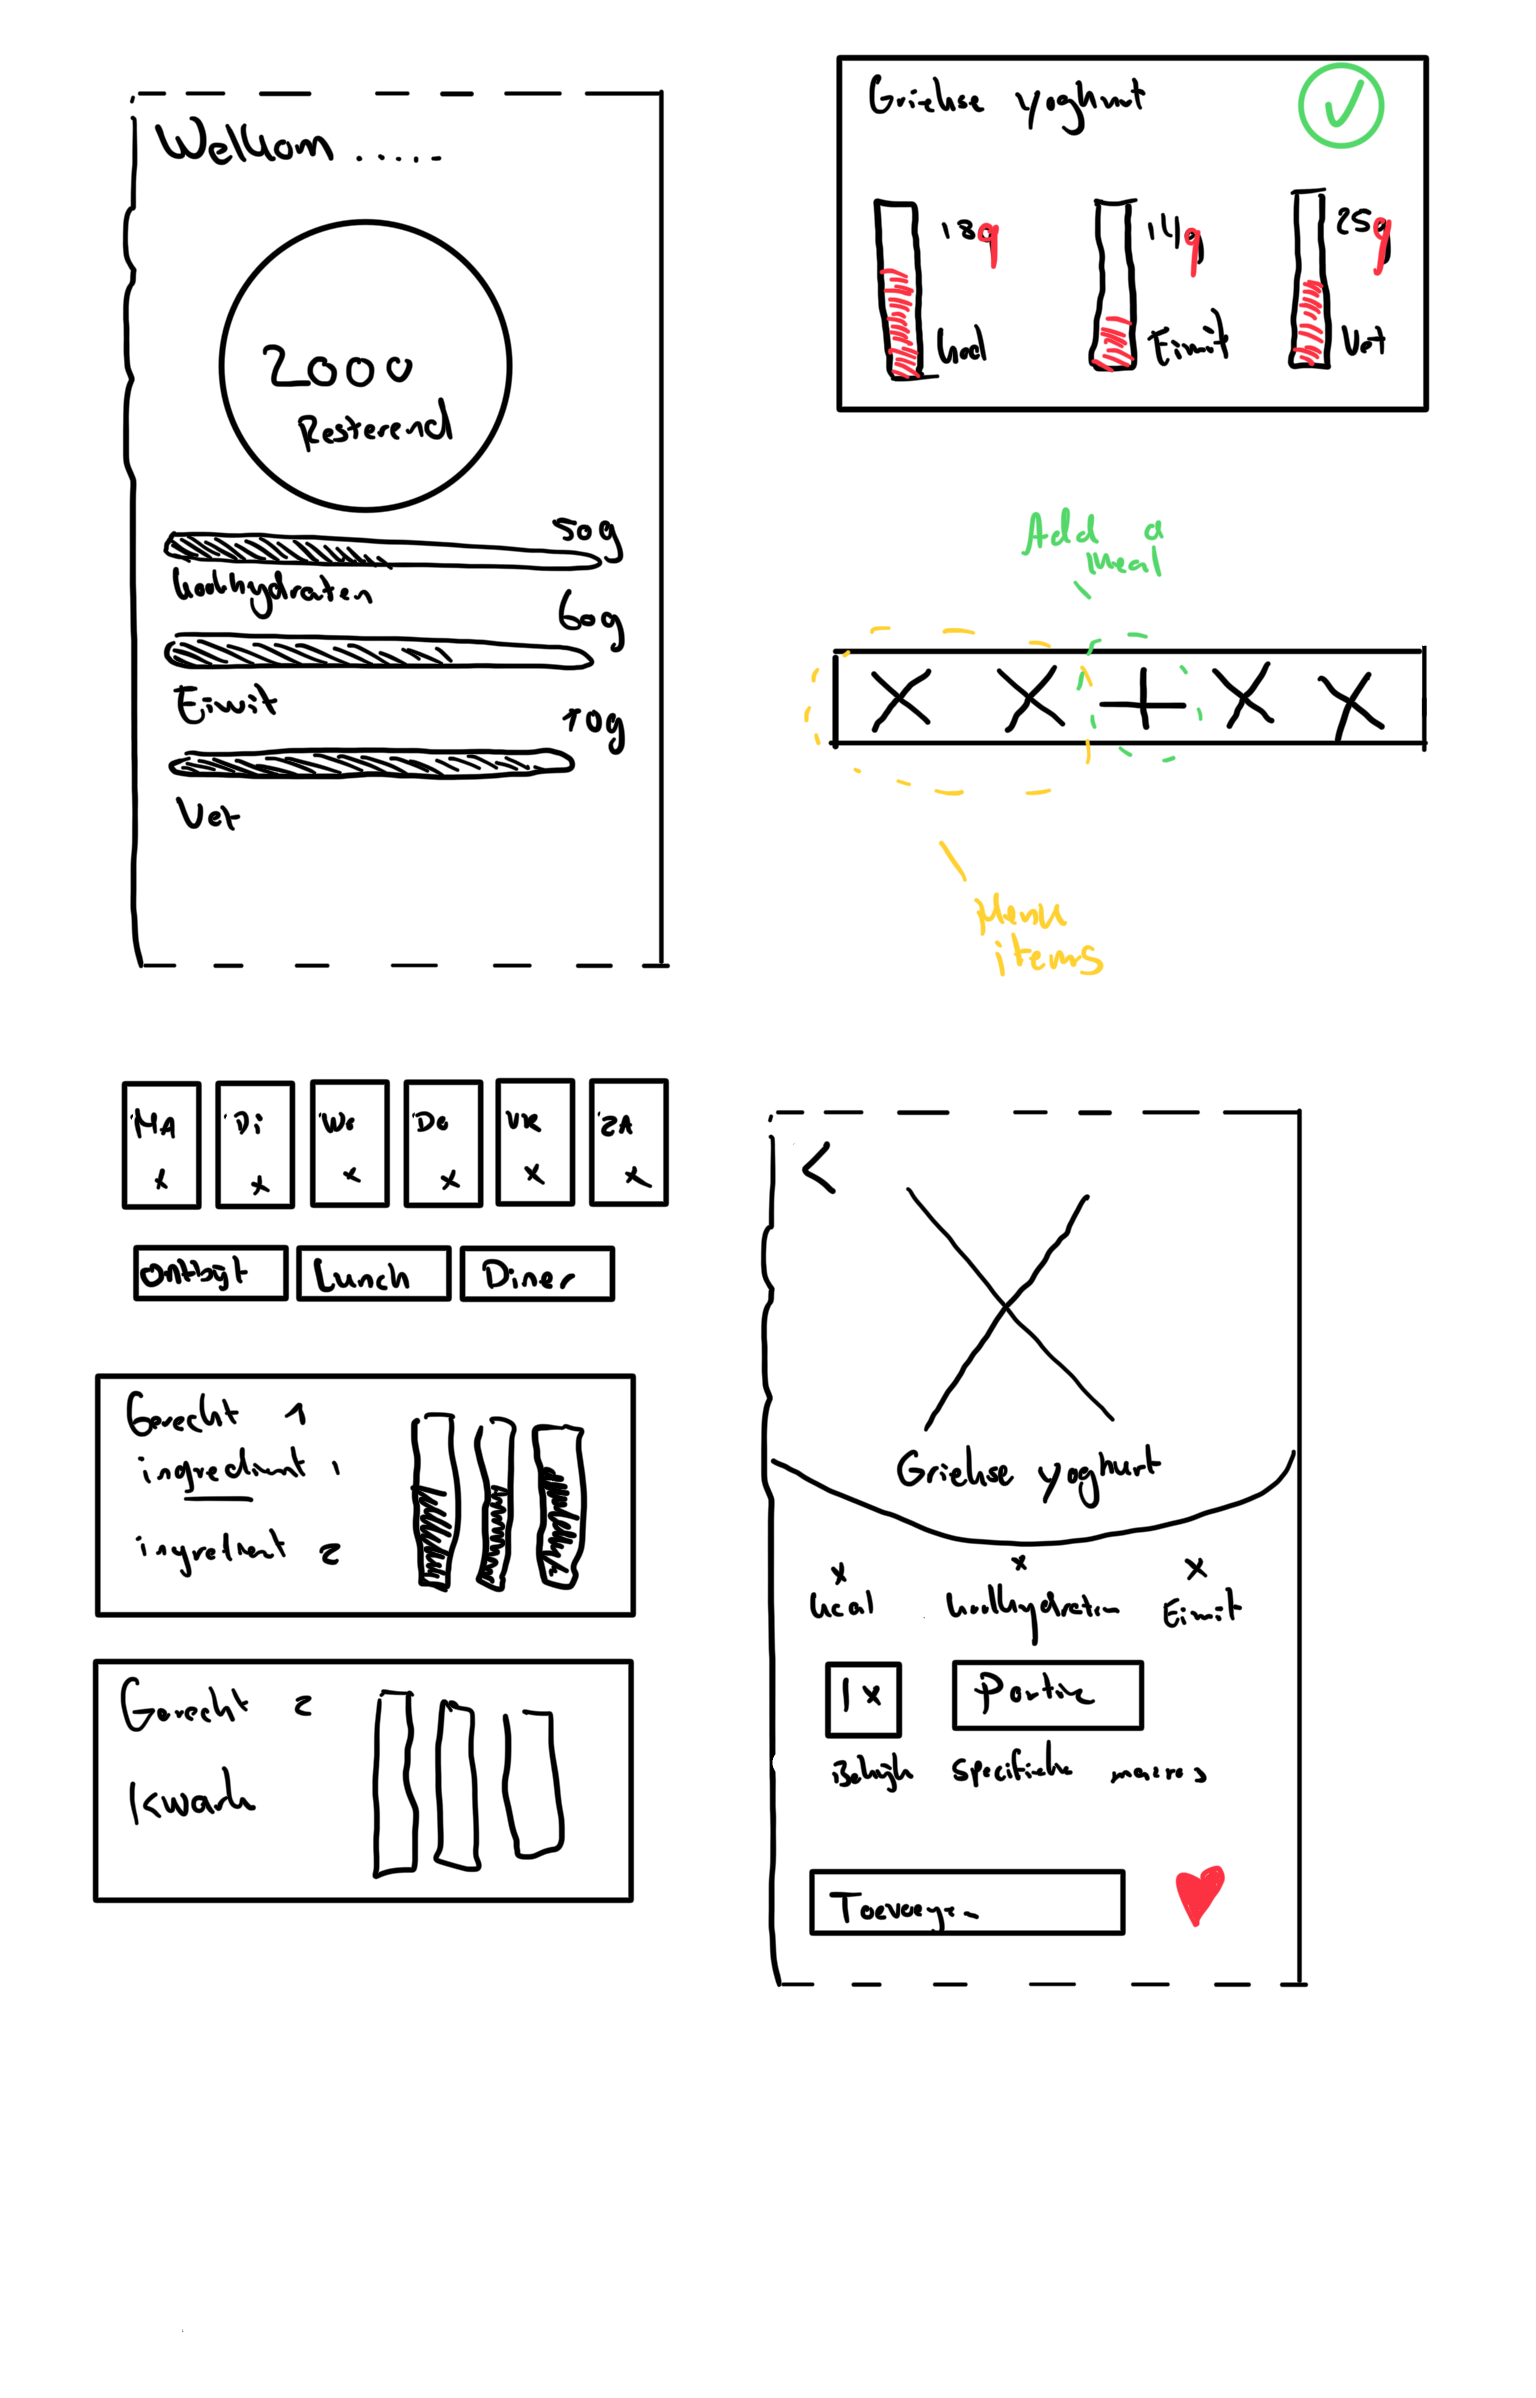 Welkom .....
2000
Resterend
50g
koolhydraten
60g
Eiwit
70g
Vet
Griekse yoghurt
18g
14g
25g
kcal
Eiwit
Vet
Add a
meal
menu
items
MA
Di
Wo
Do
VR
ZA
Ontbijt
Lunch
Diner
Gerecht 1
ingredient 1
ingredient 2
Gerecht 2
Kwark
<
Griekse yoghurt
kcal
koolhydraten
Eiwit
1x
Portie
Bekijk specifieke macro's
Toevoegen